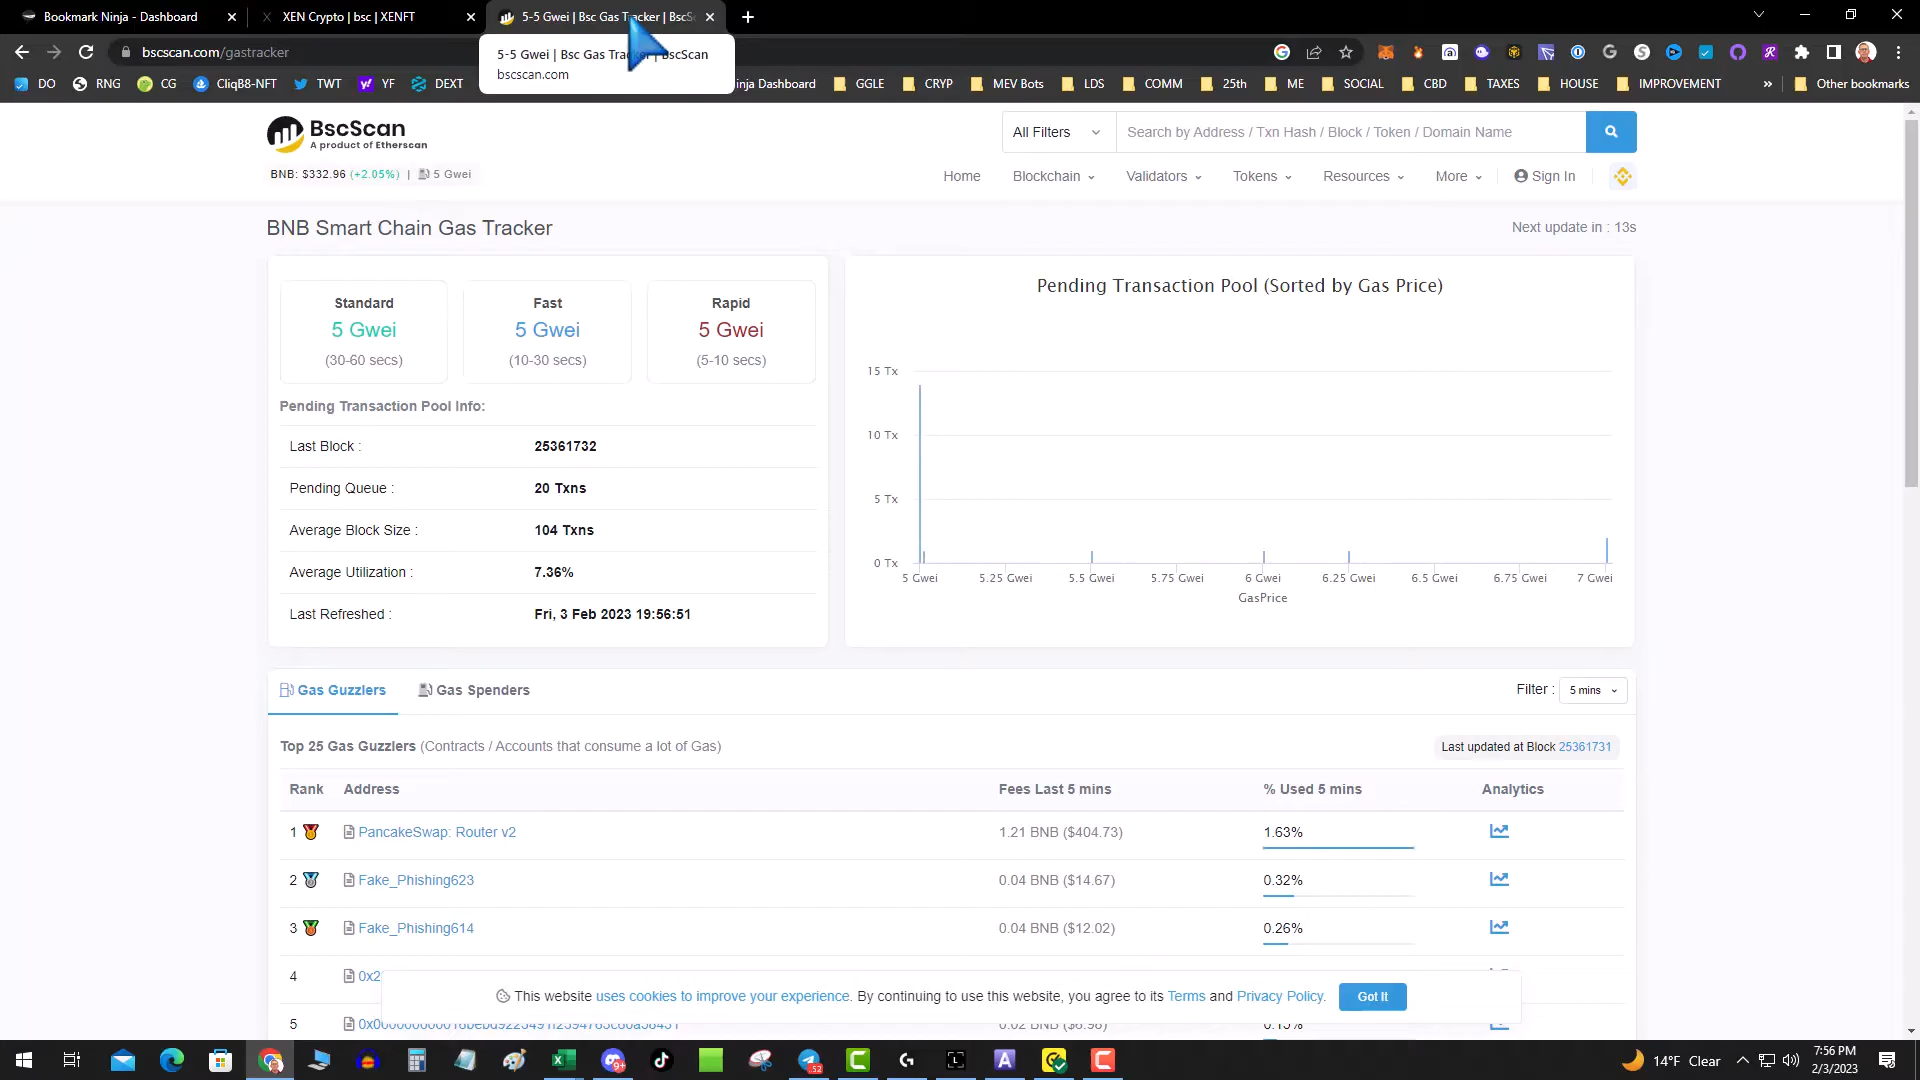 Bookmark Ninja - Dashboard
XEN Crypto | bsc | XENFT
5-5 Gwei | Bsc Gas Tracker | BscSc
bscscan.com/gastracker
5-5 Gwei | Bsc Gas Tracker | BscScan
bscscan.com
DO
RNG
CG
CliqB8-NFT
TWT
YF
DEXT
inja Dashboard
GGLE
CRYP
MEV Bots
LDS
COMM
25th
ME
SOCIAL
CBD
TAXES
HOUSE
IMPROVEMENT
»
Other bookmarks
BscScan
A product of Etherscan
All Filters
Search by Address / Txn Hash / Block / Token / Domain Name
BNB: $332.96 (+2.05%) | 5 Gwei
Home
Blockchain
Validators
Tokens
Resources
More
Sign In
BNB Smart Chain Gas Tracker
Next update in : 13s
Standard
5 Gwei
(30-60 secs)
Fast
5 Gwei
(10-30 secs)
Rapid
5 Gwei
(5-10 secs)
Pending Transaction Pool Info:
Last Block : 25361732
Pending Queue : 20 Txns
Average Block Size : 104 Txns
Average Utilization : 7.36%
Last Refreshed : Fri, 3 Feb 2023 19:56:51
Pending Transaction Pool (Sorted by Gas Price)
15 Tx
10 Tx
5 Tx
0 Tx
5 Gwei 5.25 Gwei 5.5 Gwei 5.75 Gwei 6 Gwei 6.25 Gwei 6.5 Gwei 6.75 Gwei 7 Gwei
GasPrice
Gas Guzzlers
Gas Spenders
Filter : 5 mins
Top 25 Gas Guzzlers (Contracts / Accounts that consume a lot of Gas)
Last updated at Block 25361731
Rank Address Fees Last 5 mins % Used 5 mins Analytics
1 PancakeSwap: Router v2 1.21 BNB ($404.73) 1.63%
2 Fake_Phishing623 0.04 BNB ($14.67) 0.32%
3 Fake_Phishing614 0.04 BNB ($12.02) 0.26%
4 0x2
This website uses cookies to improve your experience. By continuing to use this website, you agree to its Terms and Privacy Policy.
Got It
5
14°F Clear
7:56 PM
2/3/2023